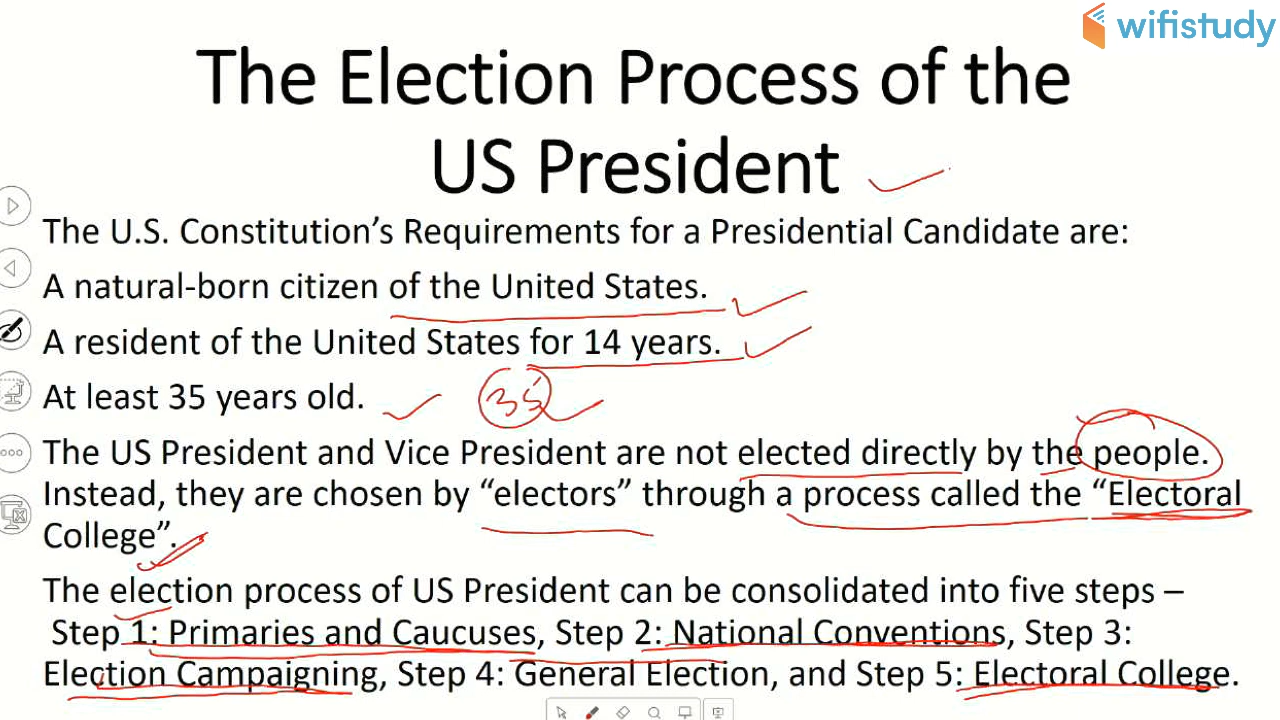 wifistudy
The Election Process of the
US President
The U.S. Constitution’s Requirements for a Presidential Candidate are:
A natural-born citizen of the United States.
A resident of the United States for 14 years.
At least 35 years old.
35
The US President and Vice President are not elected directly by the people.
Instead, they are chosen by “electors” through a process called the “Electoral
College”.
The election process of US President can be consolidated into five steps –
Step 1: Primaries and Caucuses, Step 2: National Conventions, Step 3:
Election Campaigning, Step 4: General Election, and Step 5: Electoral College.